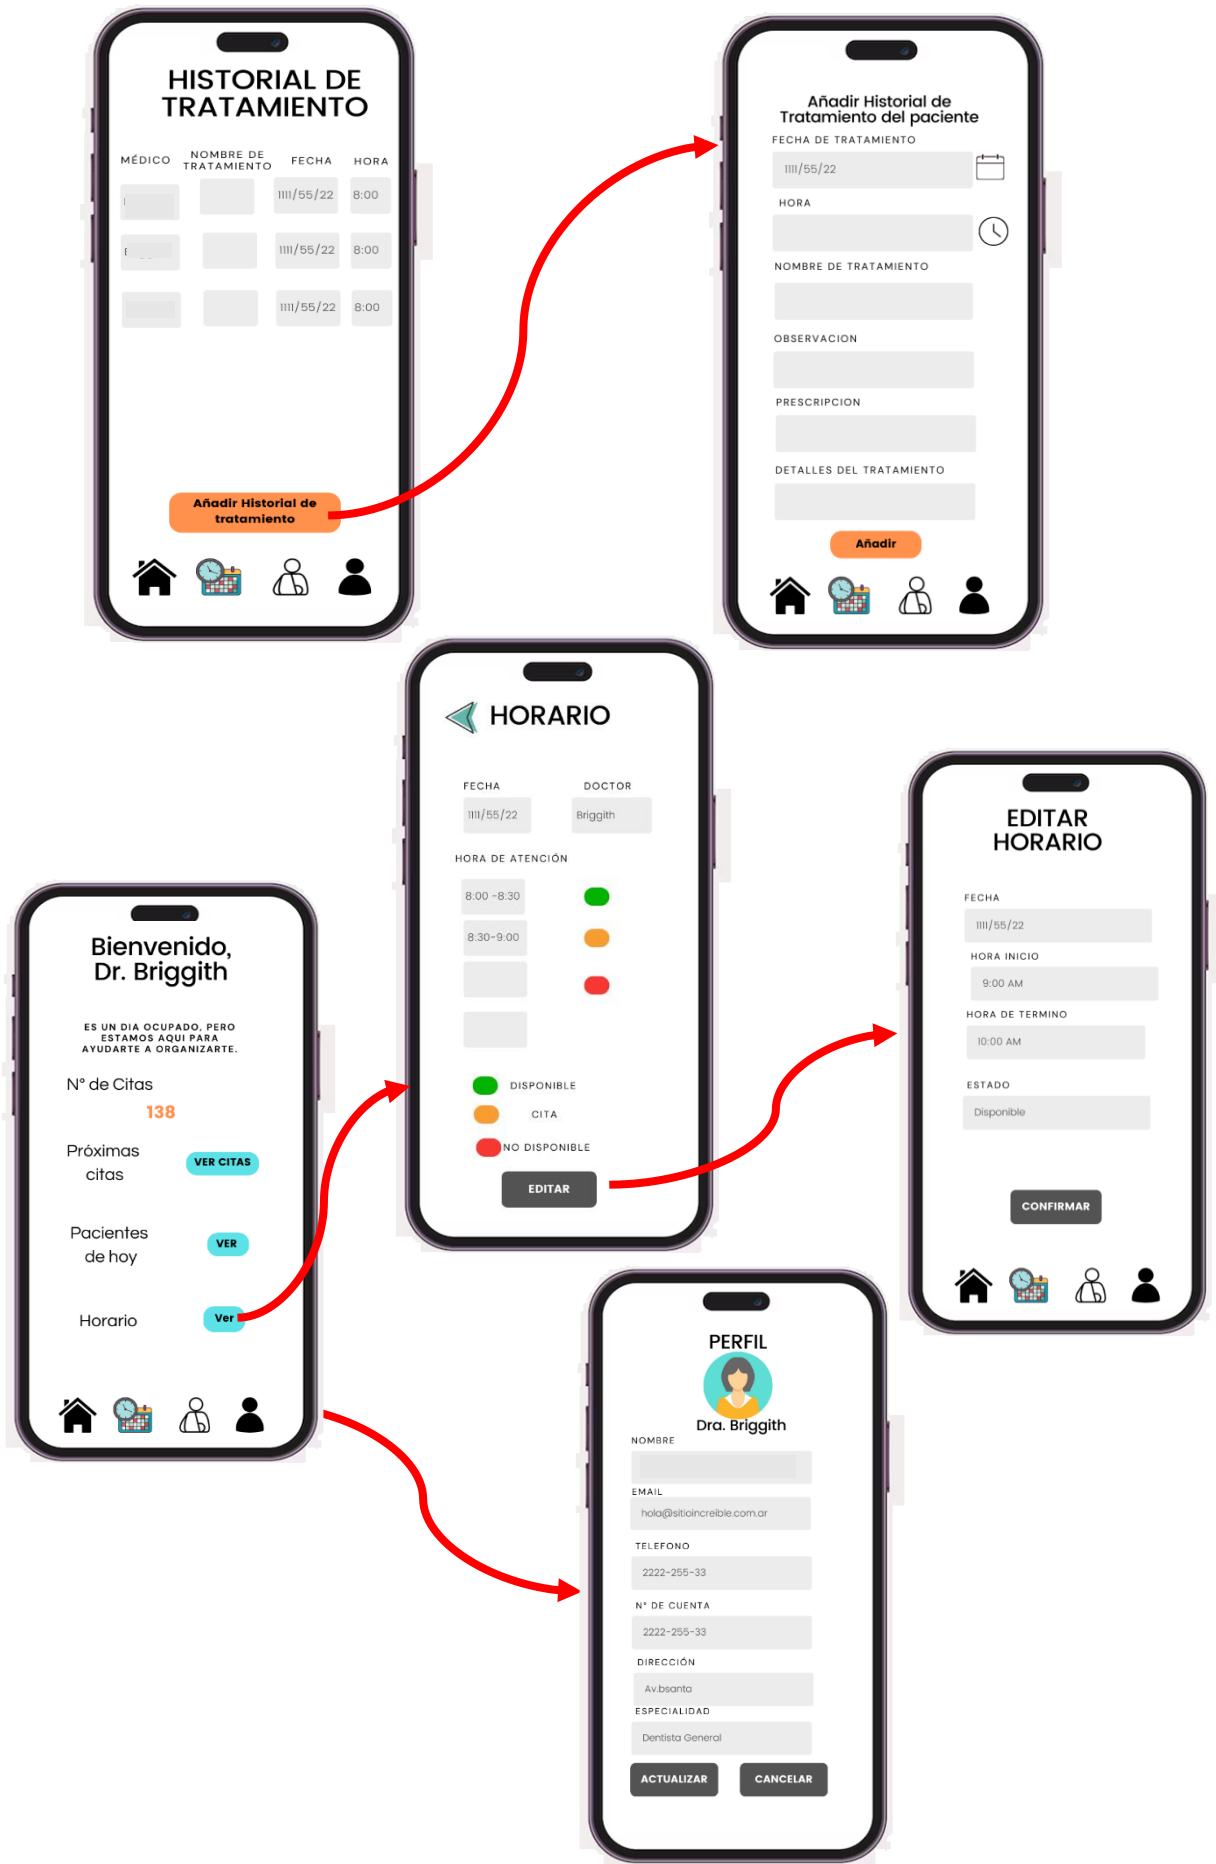 HISTORIAL DE
TRATAMIENTO
MÉDICO NOMBRE DE TRATAMIENTO FECHA HORA
1111/55/22 8:00
1111/55/22 8:00
1111/55/22 8:00
Añadir Historial de
tratamiento
Añadir Historial de
Tratamiento del paciente
FECHA DE TRATAMIENTO
1111/55/22
HORA
NOMBRE DE TRATAMIENTO
OBSERVACION
PRESCRIPCION
DETALLES DEL TRATAMIENTO
Añadir
HORARIO
FECHA DOCTOR
1111/55/22 Briggith
HORA DE ATENCIÓN
8:00 -8:30
8:30-9:00
DISPONIBLE
CITA
NO DISPONIBLE
EDITAR
EDITAR
HORARIO
FECHA
1111/55/22
HORA INICIO
9:00 AM
HORA DE TERMINO
10:00 AM
ESTADO
Disponible
CONFIRMAR
Bienvenido,
Dr. Briggith
ES UN DIA OCUPADO, PERO
ESTAMOS AQUI PARA
AYUDARTE A ORGANIZARTE.
N° de Citas
138
Próximas
citas
VER CITAS
Pacientes
de hoy
VER
Horario
Ver
PERFIL
Dra. Briggith
NOMBRE
EMAIL
hola@sitioincreible.com.ar
TELEFONO
2222-255-33
N° DE CUENTA
2222-255-33
DIRECCIÓN
Av.bsanta
ESPECIALIDAD
Dentista General
ACTUALIZAR CANCELAR